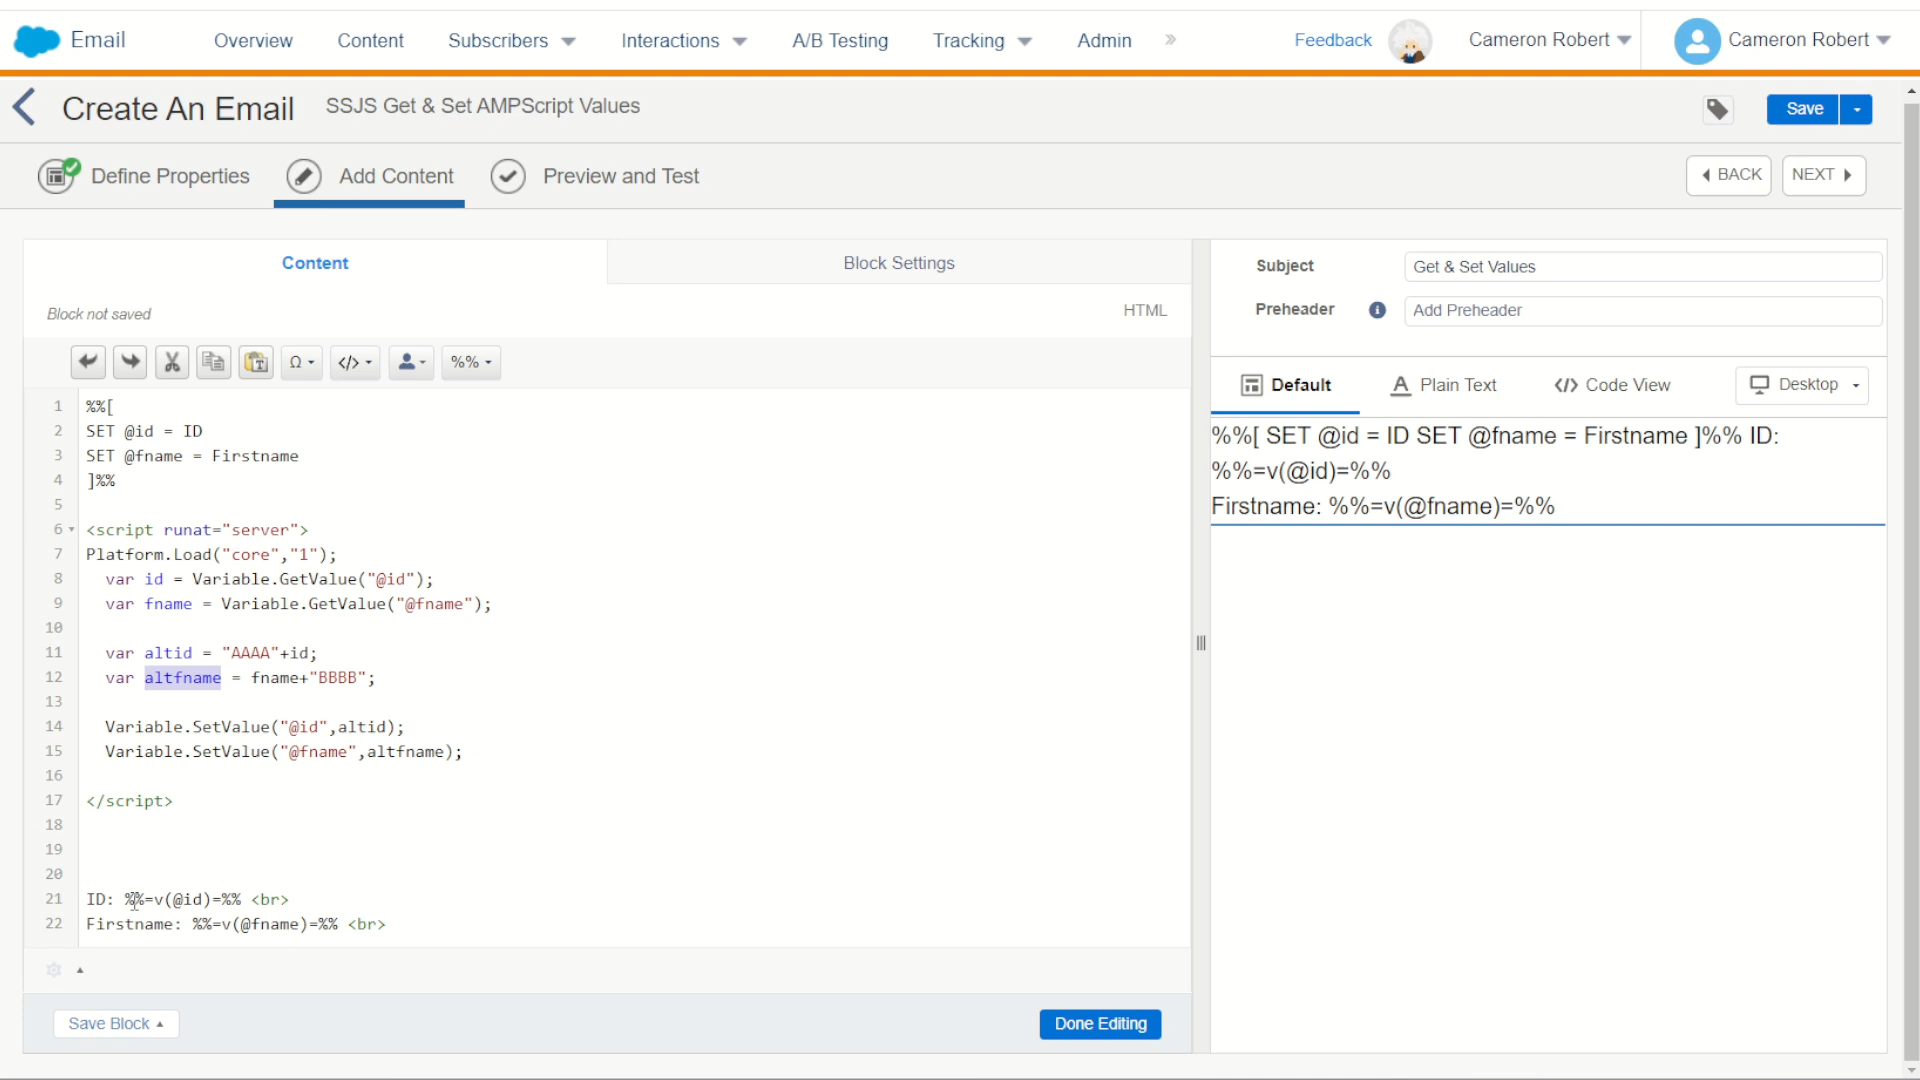 Email
Overview
Content
Subscribers
Interactions
A/B Testing
Tracking
Admin
»
Feedback
Cameron Robert
Cameron Robert
Create An Email
SSJS Get & Set AMPScript Values
Save
Define Properties
Add Content
Preview and Test
BACK
NEXT
Content
Block Settings
Block not saved
HTML
Ω
</>
%%
1 %%[
2 SET @id = ID
3 SET @fname = Firstname
4 ]%%
5
6 <script runat="server">
7 Platform.Load("core","1");
8 var id = Variable.GetValue("@id");
9 var fname = Variable.GetValue("@fname");
10
11 var altid = "AAAA"+id;
12 var altfname = fname+"BBBB";
13
14 Variable.SetValue("@id",altid);
15 Variable.SetValue("@fname",altfname);
16
17 </script>
18
19
20
21 ID: %%=v(@id)=%% <br>
22 Firstname: %%=v(@fname)=%% <br>
Save Block
Done Editing
Subject
Get & Set Values
Preheader
Add Preheader
Default
A Plain Text
</> Code View
Desktop
%%[ SET @id = ID SET @fname = Firstname ]%% ID:
%%=v(@id)=%%
Firstname: %%=v(@fname)=%%